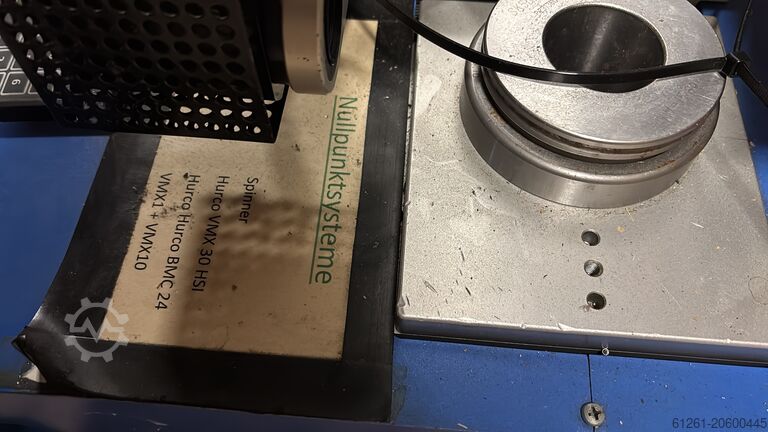 Nullpunktsysteme
Spinner
Hurco VMX 30 HSI
Hurco Hurco BMC 24
VMX1 + VMX10
61261-20600445